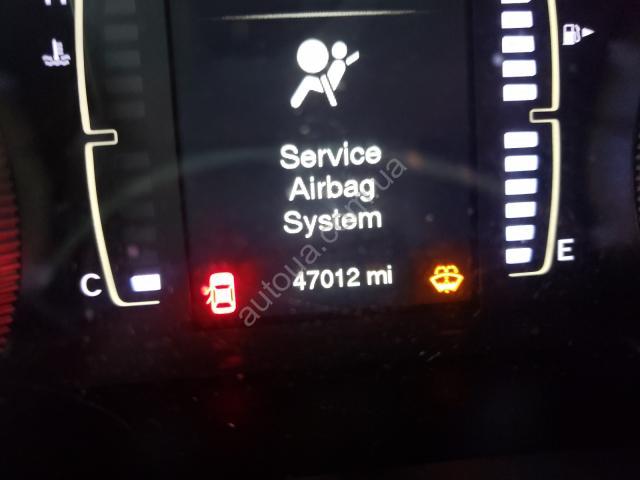 Service
Airbag
System
47012 mi
C
E
autoua.com.ua